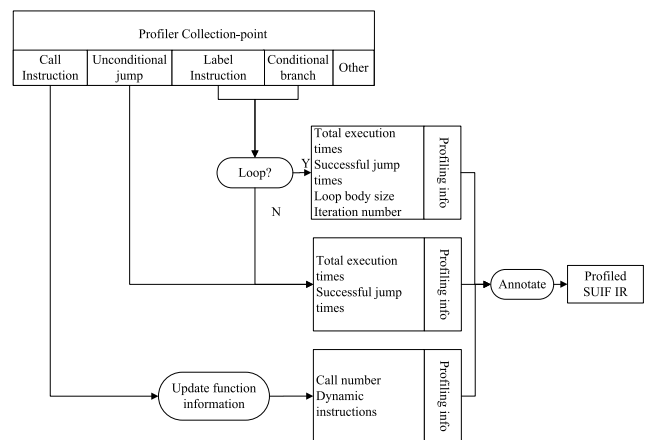 Profiler Collection-point
Call
Instruction
Unconditional
jump
Label
Instruction
Conditional
branch
Other
Total execution
times
Successful jump
times
Loop body size
Iteration number
Profiling info
Loop?
Y
N
Total execution
times
Successful jump
times
Profiling info
Annotate
Profiled
SUIF IR
Update function
information
Call number
Dynamic
instructions
Profiling info